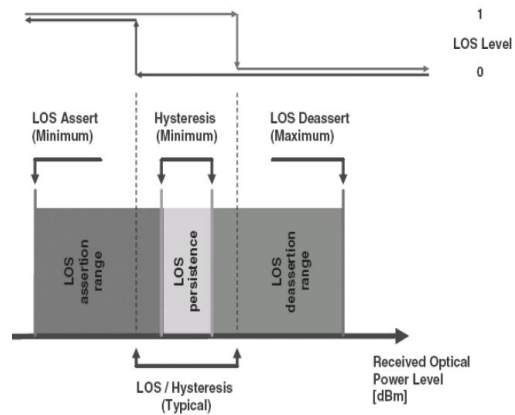 1
LOS Level
0
LOS Assert
(Minimum)
Hysteresis
(Minimum)
LOS Deassert
(Maximum)
LOS
assertion
range
LOS
persistence
LOS
deassertion
range
Received Optical
Power Level
[dBm]
LOS / Hysteresis
(Typical)